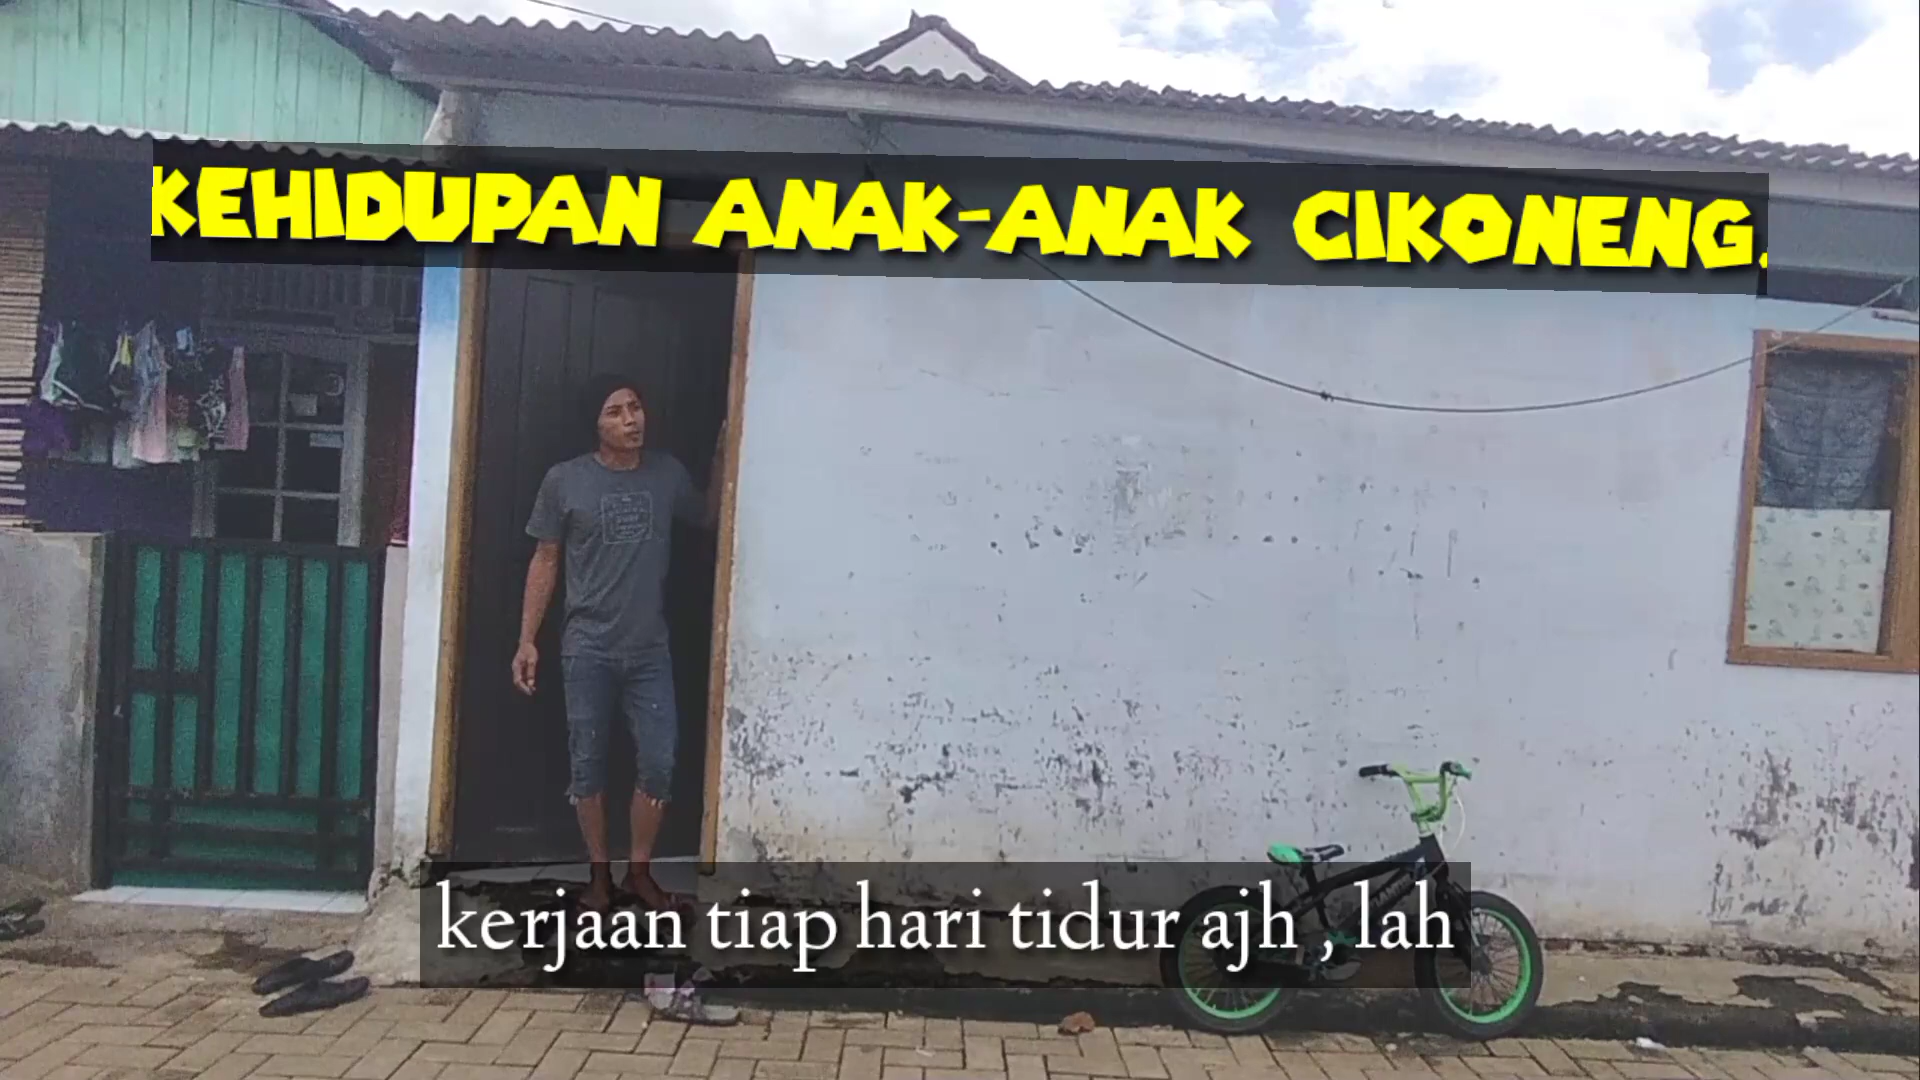 KEHIDUPAN ANAK-ANAK CIKONENG.
kerjaan tiap hari tidur ajh , lah